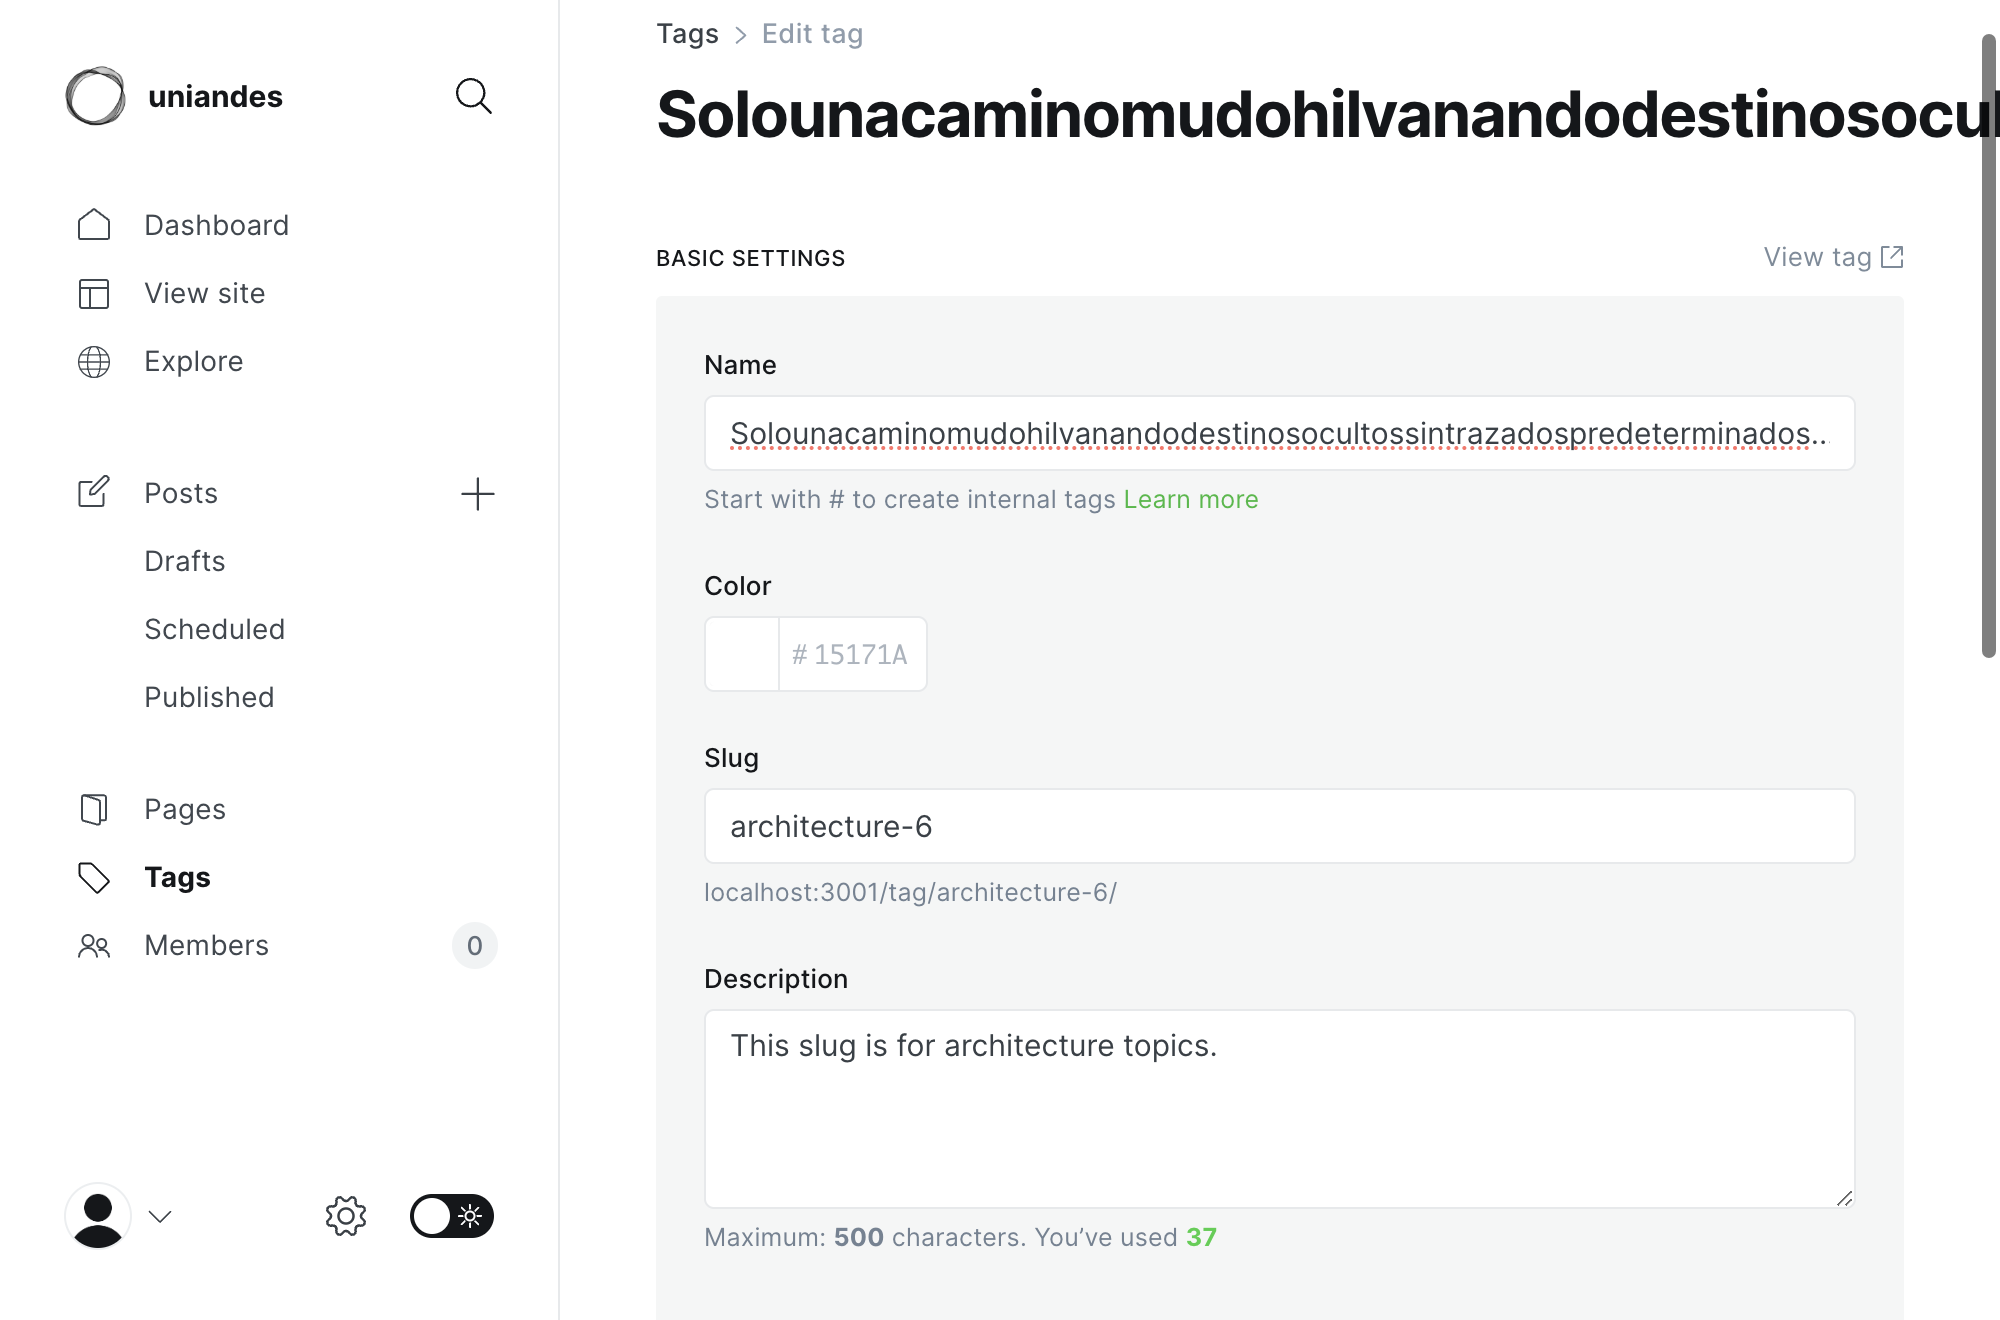 uniandes
Dashboard
View site
Explore
Posts
Drafts
Scheduled
Published
Pages
Tags
Members
0
Tags > Edit tag
Solounacaminomudohilvanandodestinosocul
BASIC SETTINGS
View tag
Name
Solounacaminomudohilvanandodestinosocultossintrazadospredeterminados..
Start with # to create internal tags Learn more
Color
# 15171A
Slug
architecture-6
localhost:3001/tag/architecture-6/
Description
This slug is for architecture topics.
Maximum: 500 characters. You’ve used 37